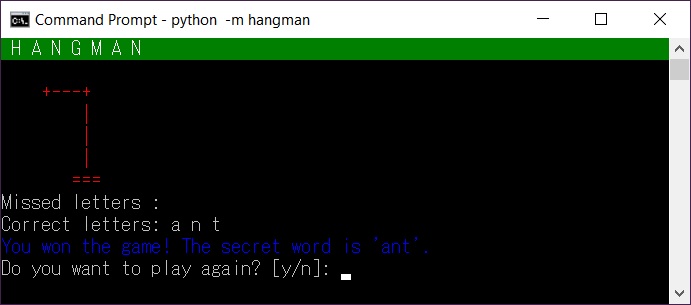 Command Prompt - python -m hangman
H A N G M A N
+---+
|
|
|
===
Missed letters :
Correct letters: a n t
You won the game! The secret word is 'ant'.
Do you want to play again? [y/n]: